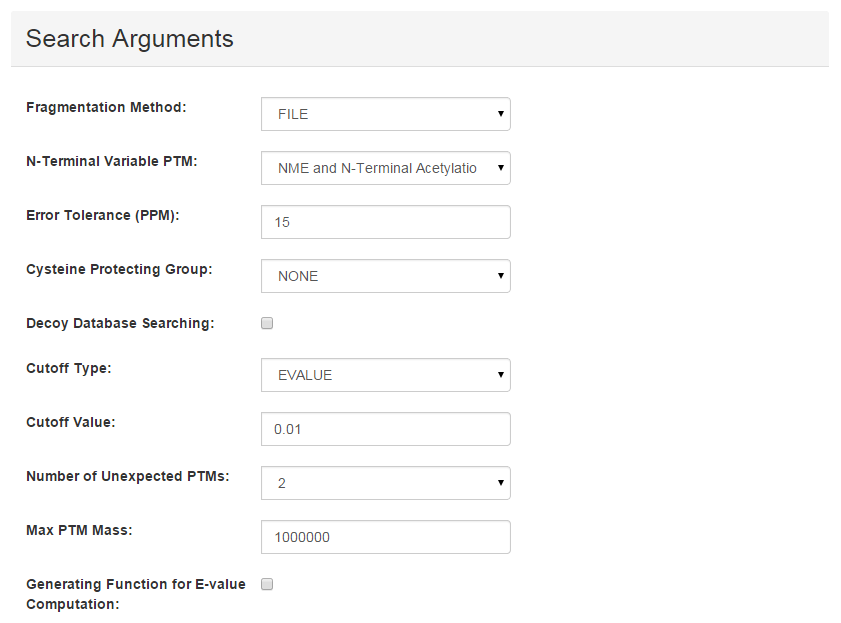 Search Arguments
Fragmentation Method: FILE
N-Terminal Variable PTM: NME and N-Terminal Acetylatio
Error Tolerance (PPM): 15
Cysteine Protecting Group: NONE
Decoy Database Searching:
Cutoff Type: EVALUE
Cutoff Value: 0.01
Number of Unexpected PTMs: 2
Max PTM Mass: 1000000
Generating Function for E-value
Computation: